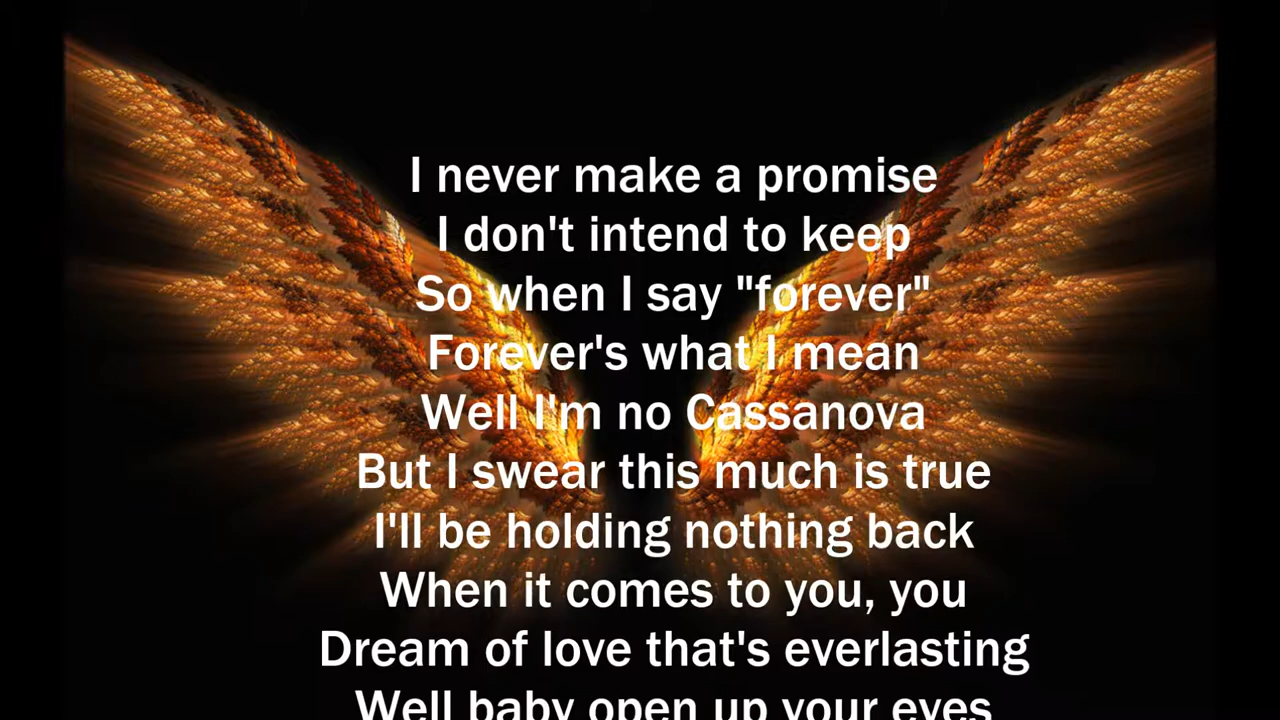 I never make a promise
I don't intend to keep
So when I say "forever"
Forever's what I mean
Well I'm no Cassanova
But I swear this much is true
I'll be holding nothing back
When it comes to you, you
Dream of love that's everlasting
Well baby open up your eyes